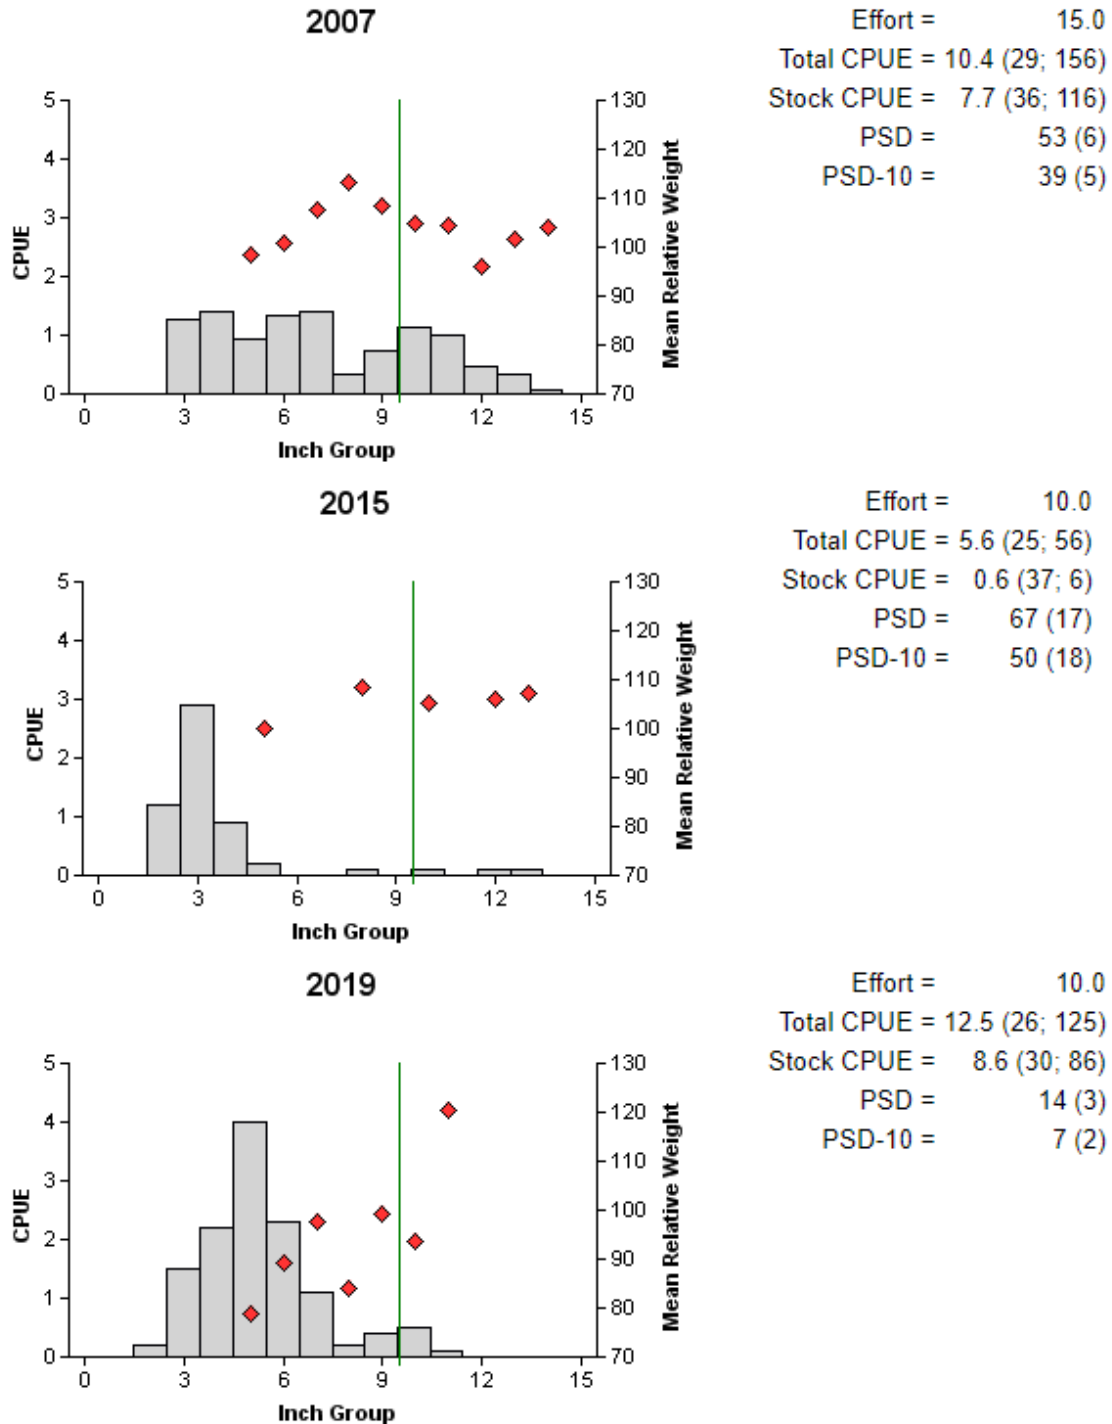 2007
Effort = 15.0
Total CPUE = 10.4 (29; 156)
Stock CPUE = 7.7 (36; 116)
PSD = 53 (6)
PSD-10 = 39 (5)
5 130
120
4
110
3
100
2
90
1
80
0 70
CPUE
Mean Relative Weight
0 3 6 9 12 15
Inch Group
2015
Effort = 10.0
Total CPUE = 5.6 (25; 56)
Stock CPUE = 0.6 (37; 6)
PSD = 67 (17)
PSD-10 = 50 (18)
5 130
120
4
110
3
100
2
90
1
80
0 70
CPUE
Mean Relative Weight
0 3 6 9 12 15
Inch Group
2019
Effort = 10.0
Total CPUE = 12.5 (26; 125)
Stock CPUE = 8.6 (30; 86)
PSD = 14 (3)
PSD-10 = 7 (2)
5 130
120
4
110
3
100
2
90
1
80
0 70
CPUE
Mean Relative Weight
0 3 6 9 12 15
Inch Group